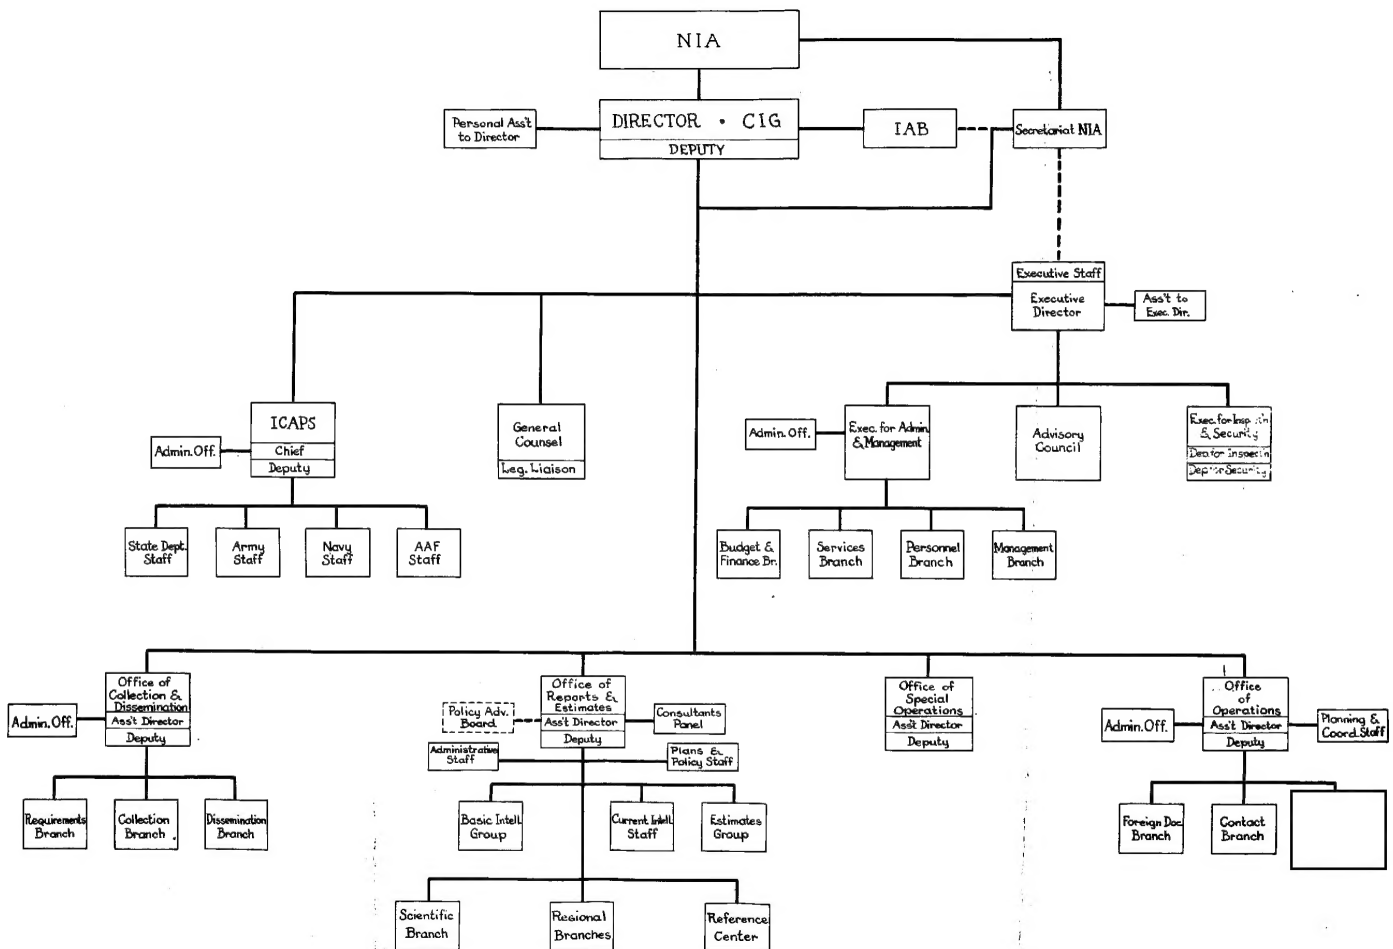 NIA
Personal Ass't
to Director
DIRECTOR • CIG
DEPUTY
IAB
Secretariat NIA
Executive Staff
Executive
Director
Ass't to
Exec. Dir.
ICAPS
Chief
Deputy
Admin. Off.
General
Counsel
Leg. Liaison
Admin. Off.
Exec. for Admin.
& Management
Advisory
Council
Exec. for
& Security
Dep for
Dep for Security
State Dept.
Staff
Army
Staff
Navy
Staff
AAF
Staff
Budget &
Finance Br.
Services
Branch
Personnel
Branch
Management
Branch
Office of
Collection &
Dissemination
Ass't Director
Deputy
Admin. Off.
Policy Adv.
Board
Office of
Reports &
Estimates
Ass't Director
Deputy
Consultants
Panel
Administrative
Staff
Plans &
Policy Staff
Office of
Special
Operations
Ass't Director
Deputy
Admin. Off.
Office
of
Operations
Ass't Director
Deputy
Planning &
Coord. Staff
Requirements
Branch
Collection
Branch
Dissemination
Branch
Basic Intell.
Group
Current Intell.
Staff
Estimates
Group
Foreign Doc.
Branch
Contact
Branch
Scientific
Branch
Regional
Branches
Reference
Center